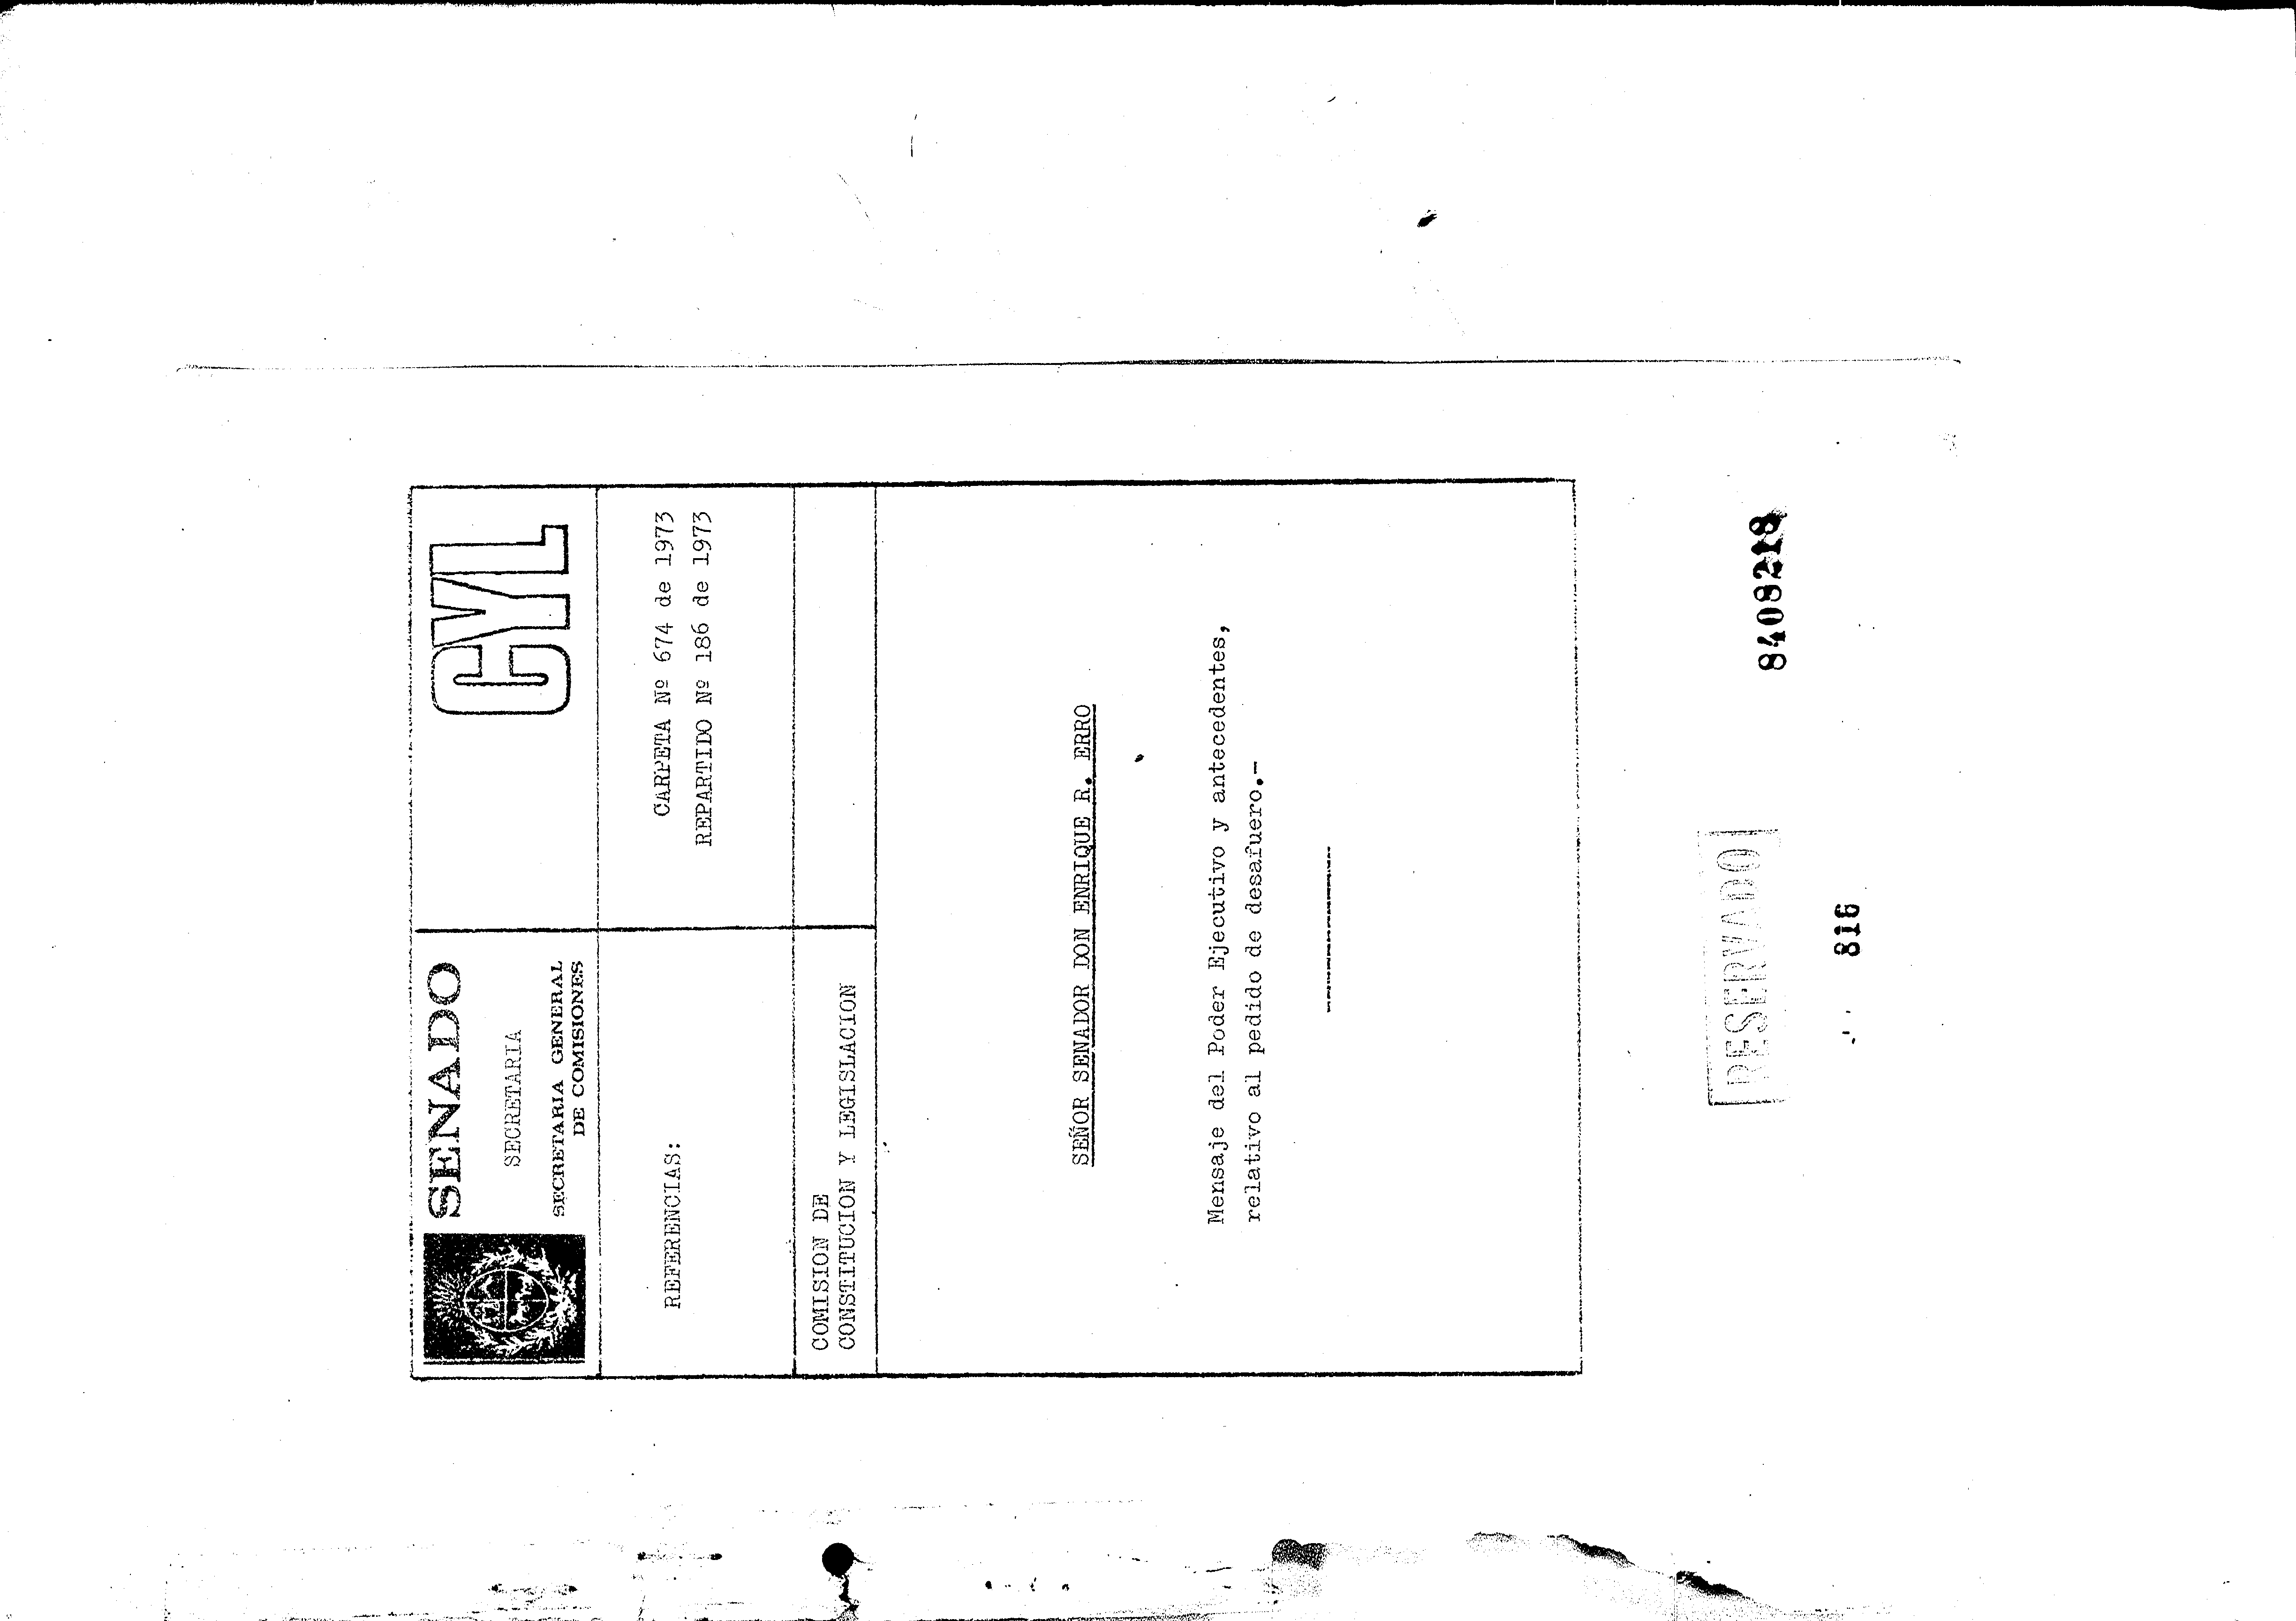 SENADO
SECRETARIA
SECRETARIA GENERAL
DE COMISIONES
CYL
REFERENCIAS:
CARPETA Nº 674 de 1973
REPARTIDO Nº 186 de 1973
COMISION DE
CONSTITUCION Y LEGISLACION
SEÑOR SENADOR DON ENRIQUE R. ERRO
Mensaje del Poder Ejecutivo y antecedentes,
relativo al pedido de desafuero.-
RESERVADO
8408218
816